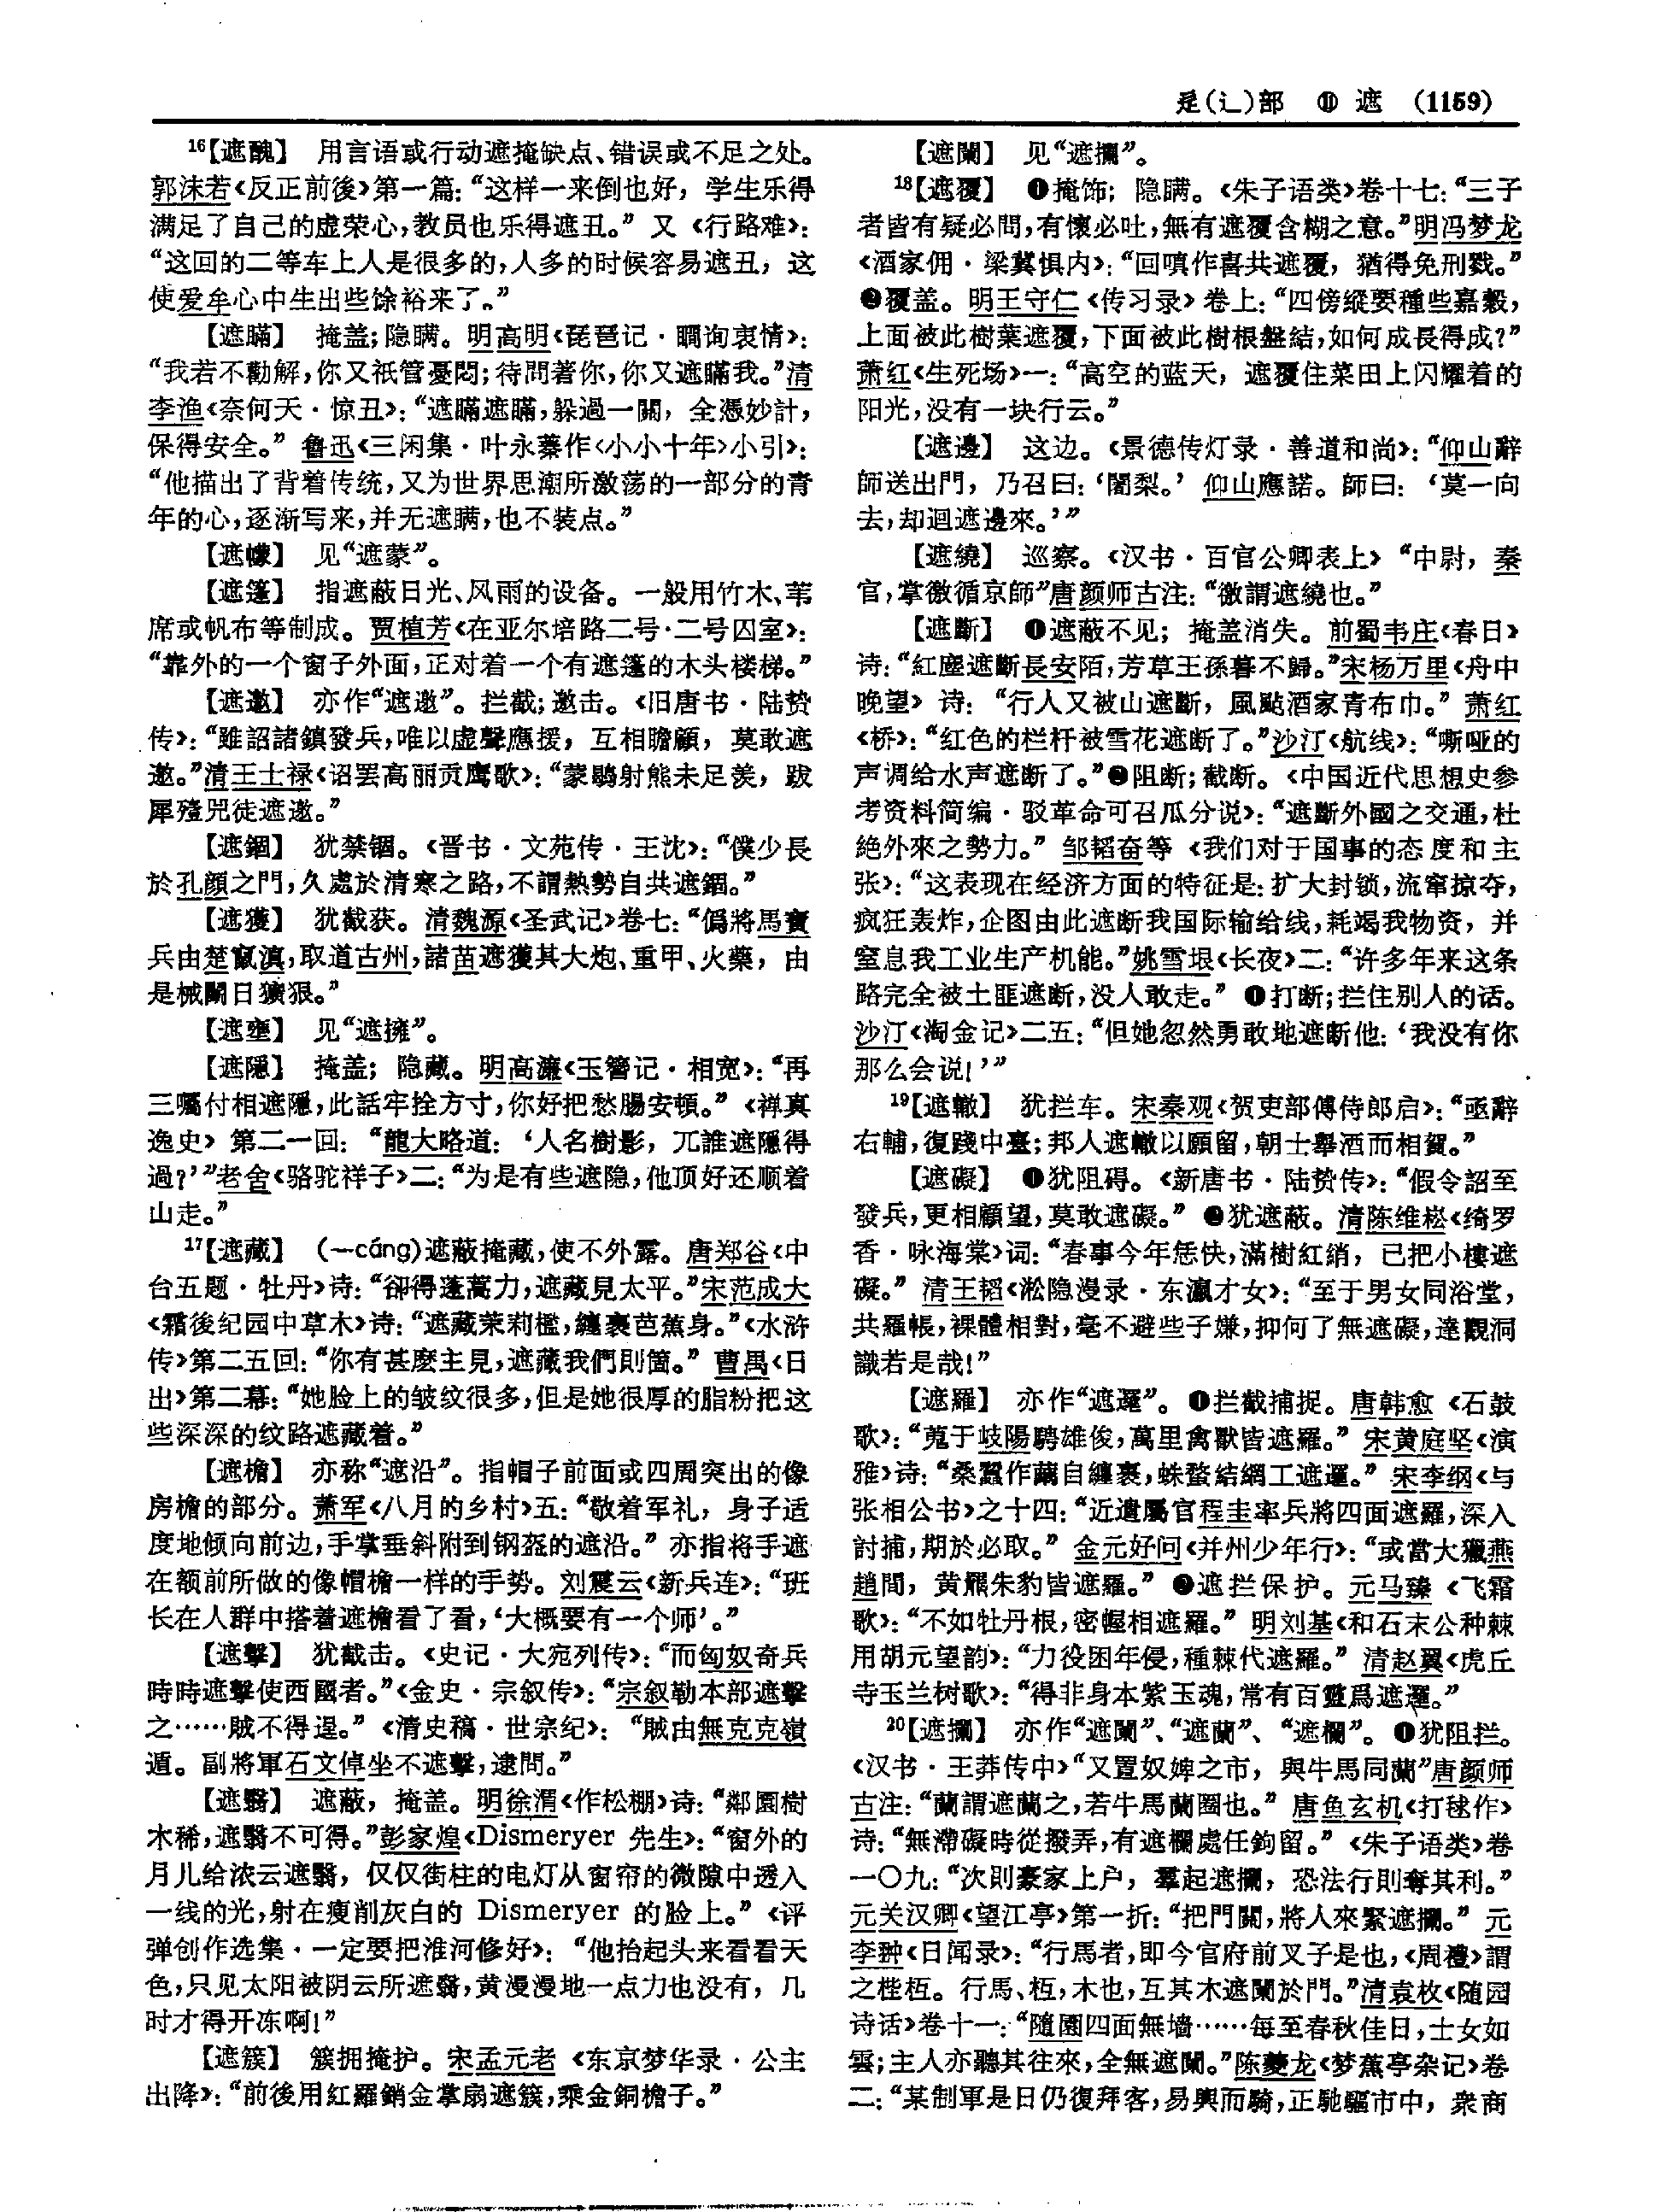 辵(辶)部　⑪ 遮　(1159)
16【遮醜】　用言语或行动遮掩缺点、错误或不足之处。
郭沫若《反正前後》第一篇：“这样一来倒也好，学生乐得
满足了自己的虚荣心，教员也乐得遮丑。”又《行路难》：
“这回的二等车上人是很多的，人多的时候容易遮丑，这
使爱牟心中生出些馀裕来了。”
【遮瞞】　掩盖；隐瞒。明高明《琵琶记·瞯询衷情》：
“我若不勸解，你又祇管憂悶；待問著你，你又遮瞞我。”清
李渔《奈何天·惊丑》：“遮瞞遮瞞，躲過一關，全憑妙計，
保得安全。”鲁迅《三闲集·叶永蓁作〈小小十年〉小引》：
“他描出了背着传统，又为世界思潮所激荡的一部分的青
年的心，逐渐写来，并无遮瞒，也不装点。”
【遮幪】　见“遮蒙”。
【遮篷】　指遮蔽日光、风雨的设备。一般用竹木、苇
席或帆布等制成。贾植芳《在亚尔培路二号·二号囚室》：
“靠外的一个窗子外面，正对着一个有遮篷的木头楼梯。”
【遮邀】　亦作“遮邀”。拦截；邀击。《旧唐书·陆贽
传》：“雖詔諸鎮發兵，唯以虚聲應援，互相瞻顧，莫敢遮
邀。”清王士禄《诏罢高丽贡鹰歌》：“蒙鶡射熊未足羡，跋
犀殪兕徒遮邀。”
【遮錮】　犹禁锢。《晋书·文苑传·王沈》：“僕少長
於孔顔之門，久處於清寒之路，不謂熱勢自共遮錮。”
【遮獲】　犹截获。清魏源《圣武记》卷七：“僞將馬寶
兵由楚竄滇，取道古州，諸苗遮獲其大炮、重甲、火藥，由
是械鬭日獷狠。”
【遮壅】　见“遮擁”。
【遮隱】　掩盖；隐藏。明高濂《玉簪记·相宽》：“再
三囑付相遮隱，此話牢拴方寸，你好把愁腸安頓。”《禅真
逸史》第二一回：“龍大略道：‘人名樹影，兀誰遮隱得
過？’”老舍《骆驼祥子》二：“为是有些遮隐，他顶好还顺着
山走。”
17【遮藏】　(—cáng)遮蔽掩藏，使不外露。唐郑谷《中
台五题·牡丹》诗：“卻得蓬蒿力，遮藏見太平。”宋范成大
《霜後纪园中草木》诗：“遮藏茉莉檻，纏裹芭蕉身。”《水浒
传》第二五回：“你有甚麽主見，遮藏我們則箇。”曹禺《日
出》第二幕：“她脸上的皱纹很多，但是她很厚的脂粉把这
些深深的纹路遮藏着。”
【遮檐】　亦称“遮沿”。指帽子前面或四周突出的像
房檐的部分。萧军《八月的乡村》五：“敬着军礼，身子适
度地倾向前边，手掌垂斜附到钢盔的遮沿。”亦指将手遮
在额前所做的像帽檐一样的手势。刘震云《新兵连》：“班
长在人群中搭着遮檐看了看，‘大概要有一个师’。”
【遮擊】　犹截击。《史记·大宛列传》：“而匈奴奇兵
時時遮擊使西國者。”《金史·宗叙传》：“宗叙勒本部遮擊
之……賊不得逞。”《清史稿·世宗纪》：“賊由無克克嶺
遁。副將軍石文倬坐不遮擊，逮問。”
【遮翳】　遮蔽，掩盖。明徐渭《作松棚》诗：“鄰園樹
木稀，遮翳不可得。”彭家煌《Dismeryer 先生》：“窗外的
月儿给浓云遮翳，仅仅街柱的电灯从窗帘的微隙中透入
一线的光，射在瘦削灰白的 Dismeryer 的脸上。”《评
弹创作选集·一定要把淮河修好》：“他抬起头来看看天
色，只见太阳被阴云所遮翳，黄漫漫地一点力也没有，几
时才得开冻啊！”
【遮簇】　簇拥掩护。宋孟元老《东京梦华录·公主
出降》：“前後用紅羅銷金掌扇遮簇，乘金銅檐子。”
【遮闌】　见“遮攔”。
18【遮覆】　❶掩饰；隐瞒。《朱子语类》卷十七：“三子
者皆有疑必問，有懷必吐，無有遮覆含糊之意。”明冯梦龙
《酒家佣·梁冀惧内》：“回嗔作喜共遮覆，猶得免刑戮。”
❷覆盖。明王守仁《传习录》卷上：“四傍縱要種些嘉穀，
上面被此樹葉遮覆，下面被此樹根盤結，如何成長得成？”
萧红《生死场》一：“高空的蓝天，遮覆住菜田上闪耀着的
阳光，没有一块行云。”
【遮邊】　这边。《景德传灯录·善道和尚》：“仰山辭
師送出門，乃召曰：‘闍梨。’仰山應諾。師曰：‘莫一向
去，却迴遮邊來。’”
【遮繞】　巡察。《汉书·百官公卿表上》“中尉，秦
官，掌徼循京師”唐颜师古注：“徼謂遮繞也。”
【遮斷】　❶遮蔽不见；掩盖消失。前蜀韦庄《春日》
诗：“紅塵遮斷長安陌，芳草王孫暮不歸。”宋杨万里《舟中
晚望》诗：“行人又被山遮斷，風颭酒家青布巾。”萧红
《桥》：“红色的栏杆被雪花遮断了。”沙汀《航线》：“嘶哑的
声调给水声遮断了。”❷阻断；截断。《中国近代思想史参
考资料简编·驳革命可召瓜分说》：“遮斷外國之交通，杜
絶外來之勢力。”邹韬奋等《我们对于国事的态度和主
张》：“这表现在经济方面的特征是：扩大封锁，流窜掠夺，
疯狂轰炸，企图由此遮断我国际输给线，耗竭我物资，并
窒息我工业生产机能。”姚雪垠《长夜》二：“许多年来这条
路完全被土匪遮断，没人敢走。”❶打断；拦住别人的话。
沙汀《淘金记》二五：“但她忽然勇敢地遮断他：‘我没有你
那么会说！’”
19【遮轍】　犹拦车。宋秦观《贺吏部傅侍郎启》：“亟辭
右輔，復踐中臺；邦人遮轍以願留，朝士舉酒而相賀。”
【遮礙】　❶犹阻碍。《新唐书·陆贽传》：“假令詔至
發兵，更相顧望，莫敢遮礙。”❷犹遮蔽。清陈维崧《绮罗
香·咏海棠》词：“春事今年恁快，滿樹紅綃，已把小樓遮
礙。”清王韬《淞隐漫录·东瀛才女》：“至于男女同浴堂，
共羅帳，裸體相對，毫不避些子嫌，抑何了無遮礙，達觀洞
識若是哉！”
【遮羅】　亦作“遮邏”。❶拦截捕捉。唐韩愈《石鼓
歌》：“蒐于岐陽騁雄俊，萬里禽獸皆遮羅。”宋黄庭坚《演
雅》诗：“桑蠶作繭自纏裹，蛛蝥結網工遮邏。”宋李纲《与
张相公书》之十四：“近遣屬官程圭率兵將四面遮羅，深入
討捕，期於必取。”金元好问《并州少年行》：“或當大獵燕
趙間，黄羆朱豹皆遮羅。”❷遮拦保护。元马臻《飞霜
歌》：“不如牡丹根，密幄相遮羅。”明刘基《和石末公种棘
用胡元望韵》：“力役困年侵，種棘代遮羅。”清赵翼《虎丘
寺玉兰树歌》：“得非身本紫玉魂，常有百靈爲遮邏。”
20【遮攔】　亦作“遮闌”、“遮蘭”、“遮欄”。❶犹阻拦。
《汉书·王莽传中》“又置奴婢之市，與牛馬同蘭”唐颜师
古注：“蘭謂遮蘭之，若牛馬蘭圈也。”唐鱼玄机《打毬作》
诗：“無滯礙時從撥弄，有遮欄處任鉤留。”《朱子语类》卷
一〇九：“次則豪家上户，羣起遮攔，恐法行則奪其利。”
元关汉卿《望江亭》第一折：“把門關，將人來緊遮攔。”元
李翀《日闻录》：“行馬者，即今官府前叉子是也，《周禮》謂
之梐枑。行馬、枑，木也，互其木遮闌於門。”清袁枚《随园
诗话》卷十一：“隨園四面無墙……每至春秋佳日，士女如
雲；主人亦聽其往來，全無遮闌。”陈夔龙《梦蕉亭杂记》卷
二：“某制軍是日仍復拜客，易輿而騎，正馳驅市中，衆商